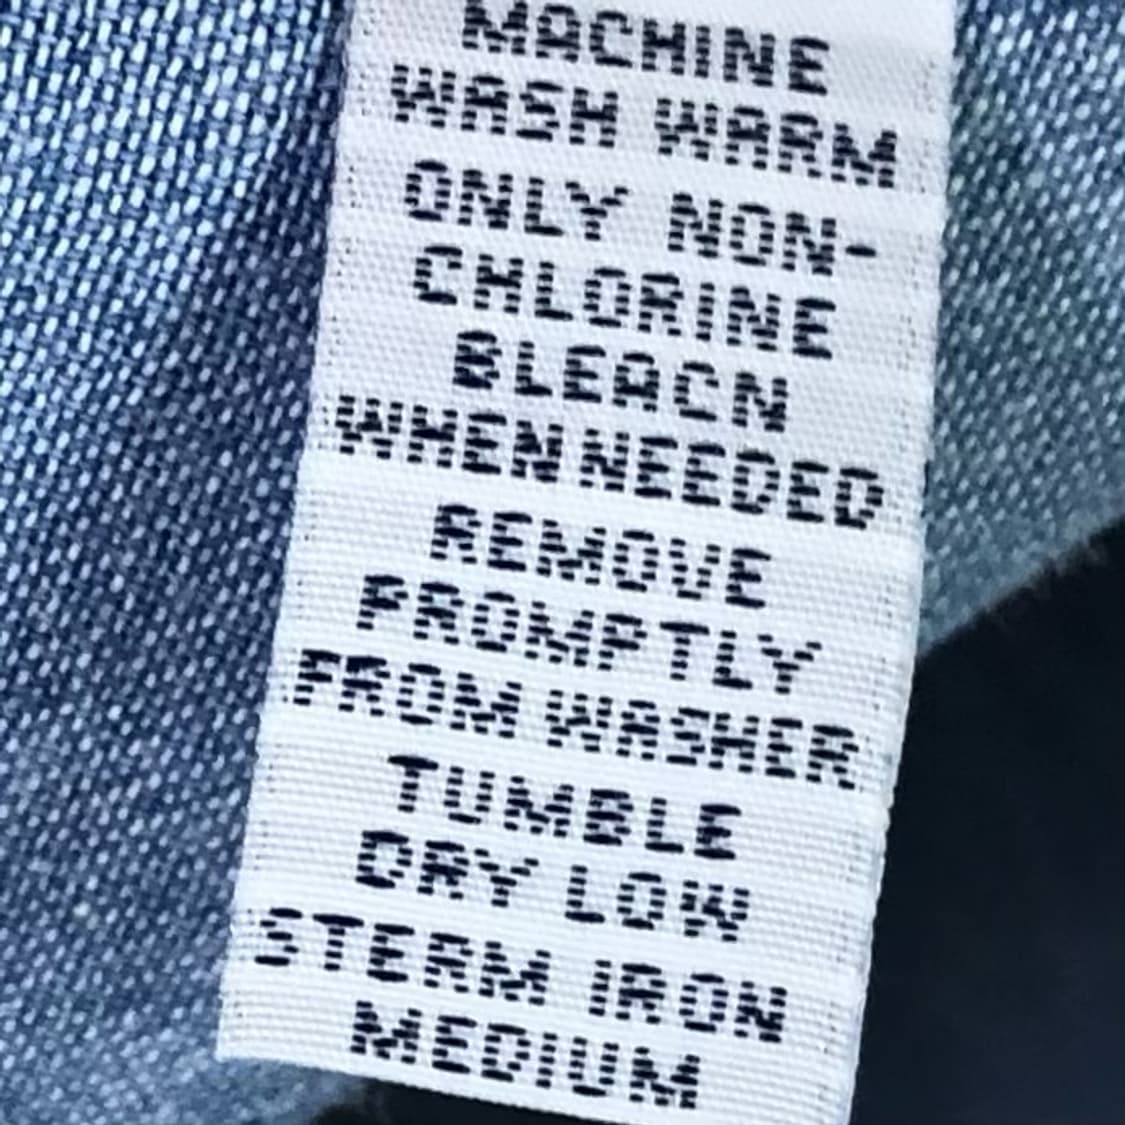 MACHINE
WASH WARM
ONLY NON-
CHLORINE
BLEACN
WHEN NEEDED
REMOVE
PROMPTLY
FROM WASHER
TUMBLE
DRY LOW
STERM IRON
MEDIUM